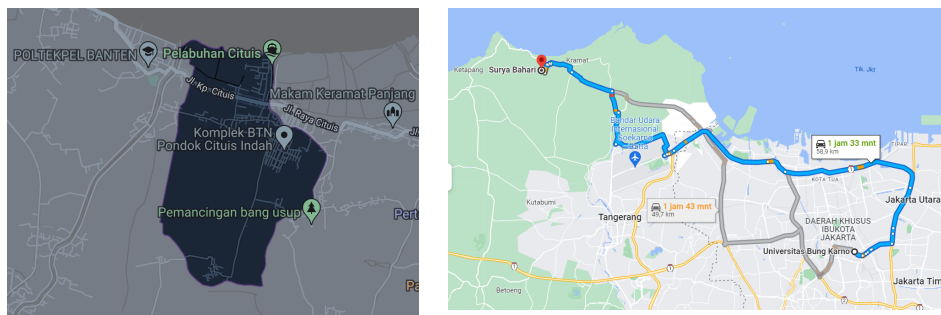 POLTEKPEL BANTEN
Pelabuhan Cituis
Jl. Kp. Cituis
Makam Keramat Panjang
Jl. Raya Cituis
Komplek BTN
Pondok Cituis Indah
Pemancingan bang usup
Ketapang
Surya Bahari
Kramat
Tlk. Jkt
Bandar Udara
Internasional
Soekarno
Hatta
1 jam 33 mnt
58,9 km
KOTA TUA
Jakarta Utara
Kutabumi
1 jam 43 mnt
49,7 km
Tangerang
DAERAH KHUSUS
IBUKOTA
JAKARTA
Universitas Bung Karno
Jakarta Tim
Betoeng